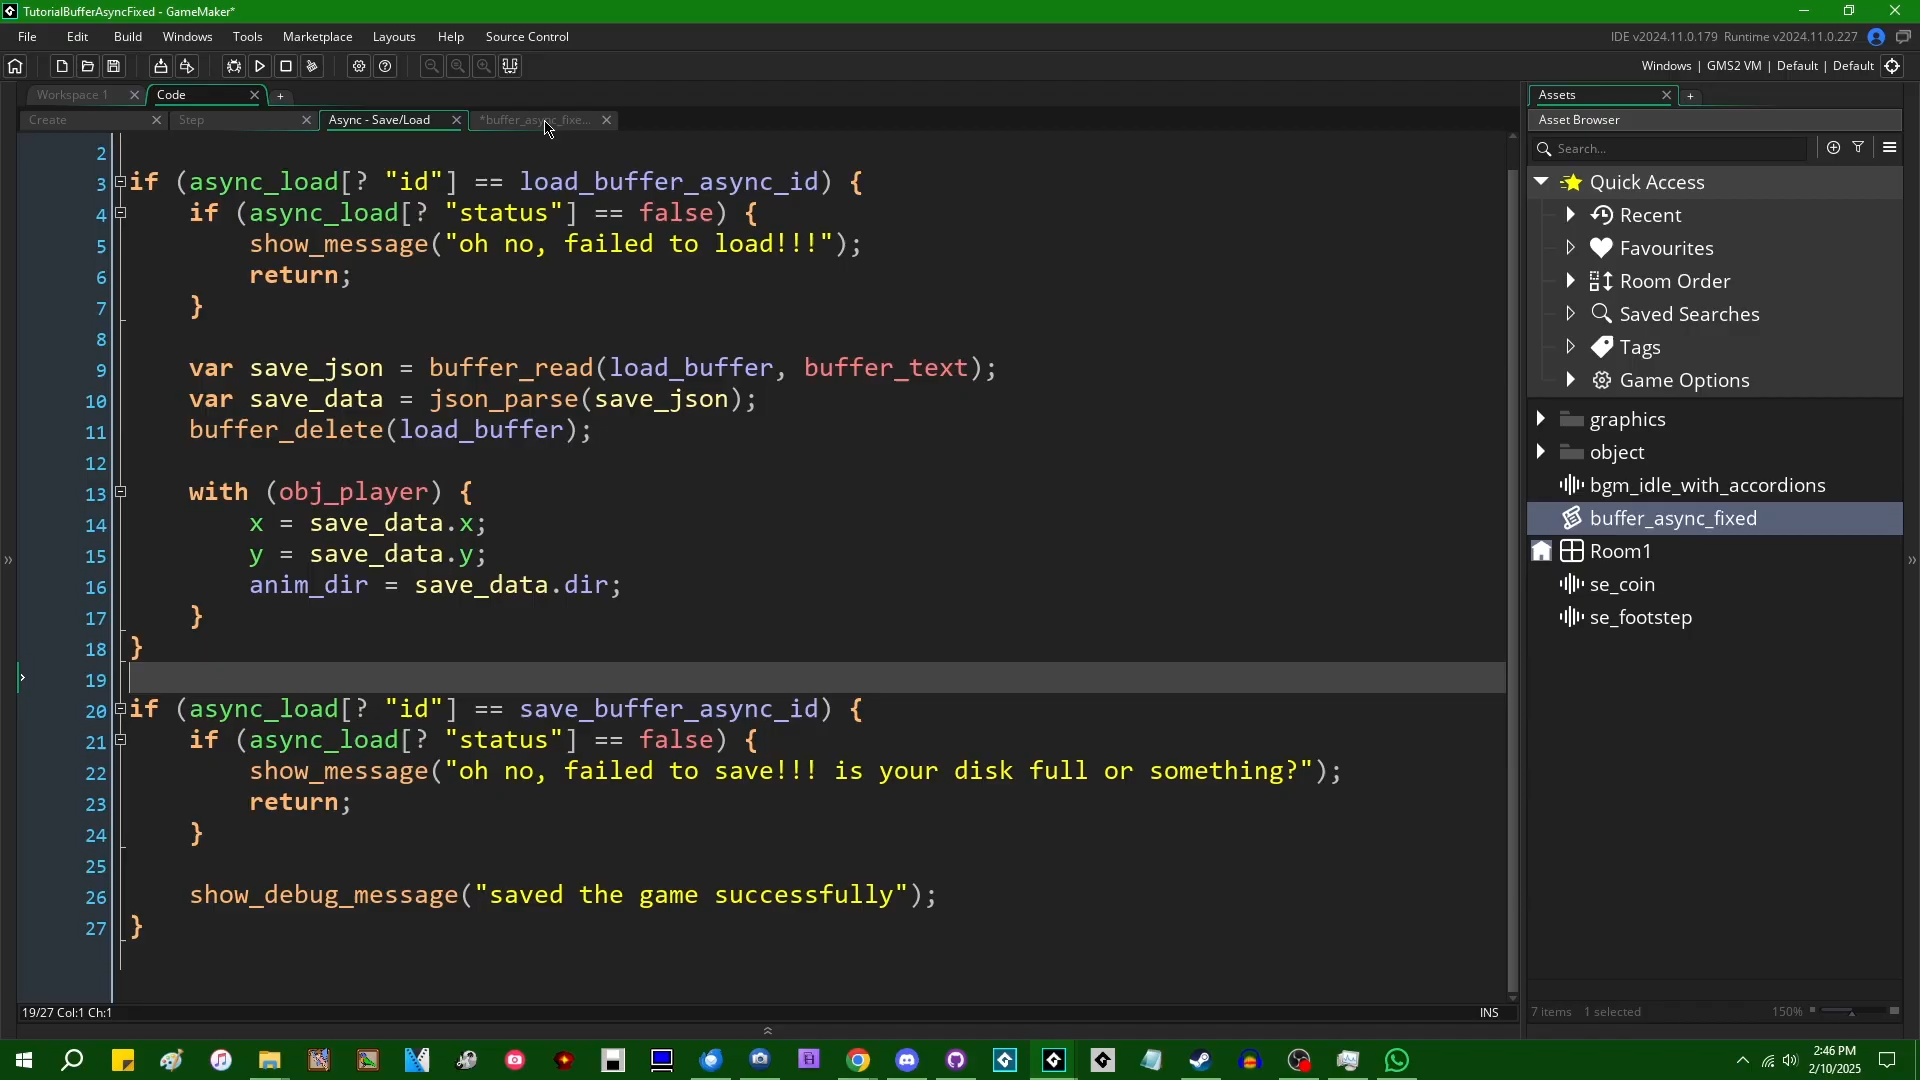 TutorialBufferAsyncFixed - GameMaker*
File Edit Build Windows Tools Marketplace Layouts Help Source Control
IDE v2024.11.0.179 Runtime v2024.11.0.227
Windows | GMS2 VM | Default | Default
Workspace 1
Code
Create
Step
Async - Save/Load
*buffer_async_fixe...
2
3 if (async_load[? "id"] == load_buffer_async_id) {
4 if (async_load[? "status"] == false) {
5 show_message("oh no, failed to load!!!");
6 return;
7 }
8
9 var save_json = buffer_read(load_buffer, buffer_text);
10 var save_data = json_parse(save_json);
11 buffer_delete(load_buffer);
12
13 with (obj_player) {
14 x = save_data.x;
15 y = save_data.y;
16 anim_dir = save_data.dir;
17 }
18 }
19
20 if (async_load[? "id"] == save_buffer_async_id) {
21 if (async_load[? "status"] == false) {
22 show_message("oh no, failed to save!!! is your disk full or something?");
23 return;
24 }
25
26 show_debug_message("saved the game successfully");
27 }
19/27 Col:1 Ch:1
INS
Assets
Asset Browser
Search...
Quick Access
Recent
Favourites
Room Order
Saved Searches
Tags
Game Options
graphics
object
bgm_idle_with_accordions
buffer_async_fixed
Room1
se_coin
se_footstep
7 items 1 selected
150%
2:46 PM
2/10/2025